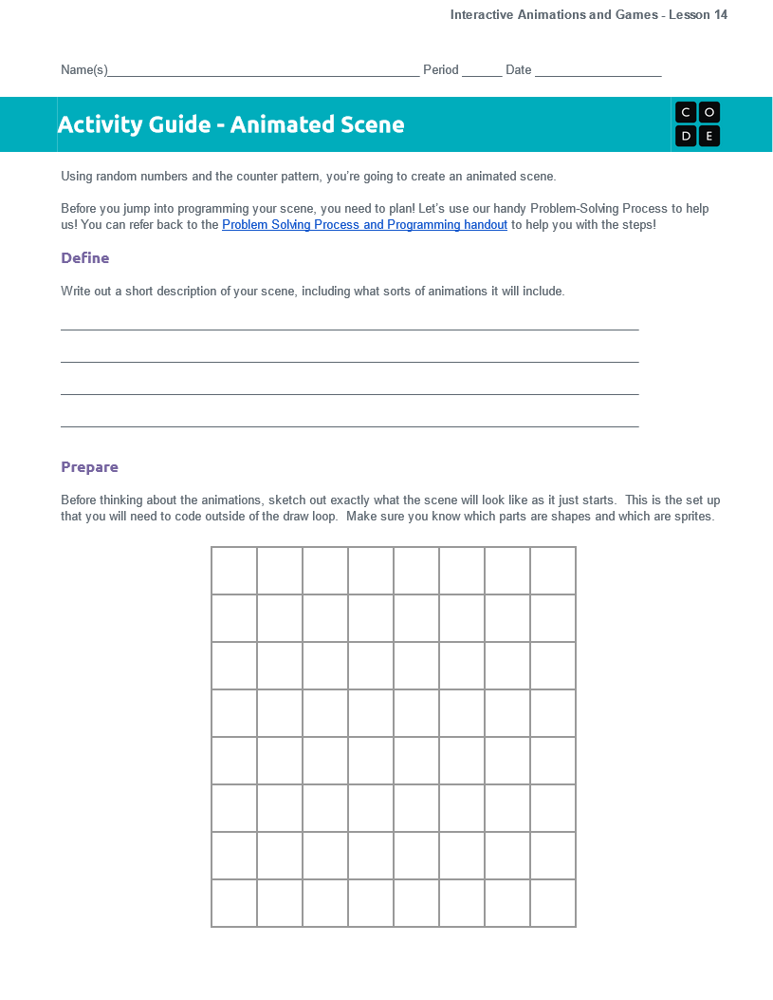 Interactive Animations and Games - Lesson 14
Name(s)______________________________________________ Period ______ Date ___________________
Activity Guide - Animated Scene
C O
D E
Using random numbers and the counter pattern, you’re going to create an animated scene.
Before you jump into programming your scene, you need to plan! Let’s use our handy Problem-Solving Process to help
us! You can refer back to the Problem Solving Process and Programming handout to help you with the steps!
Define
Write out a short description of your scene, including what sorts of animations it will include.
Prepare
Before thinking about the animations, sketch out exactly what the scene will look like as it just starts.  This is the set up
that you will need to code outside of the draw loop.  Make sure you know which parts are shapes and which are sprites.